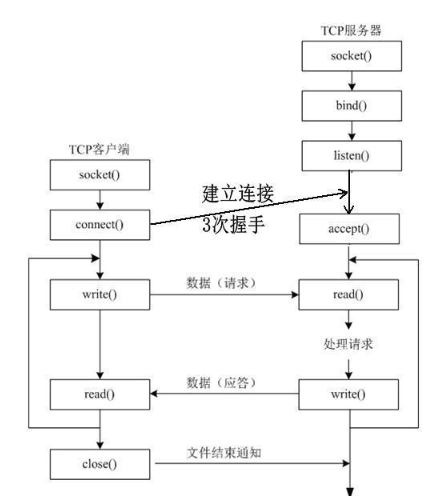 TCP服务器
socket()
bind()
listen()
TCP客户端
socket()
建立连接
connect()
3次握手
accept()
write()
数据（请求）
read()
处理请求
read()
数据（应答）
write()
close()
文件结束通知